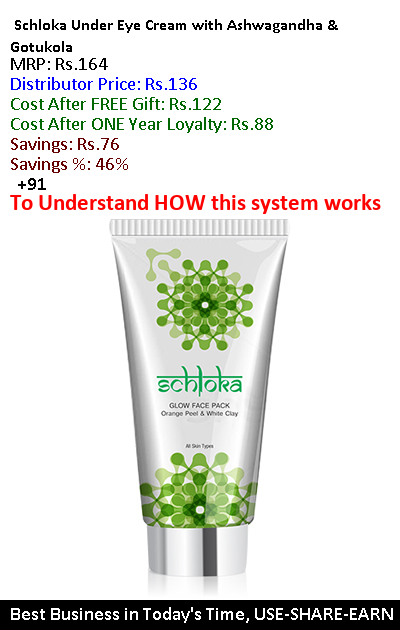 Schloka Under Eye Cream with Ashwagandha &
Gotukola
MRP: Rs.164
Distributor Price: Rs.136
Cost After FREE Gift: Rs.122
Cost After ONE Year Loyalty: Rs.88
Savings: Rs.76
Savings %: 46%
+91
To Understand HOW this system works
schloka
GLOW FACE PACK
Orange Peel & White Clay
All Skin Types
Best Business in Today's Time, USE-SHARE-EARN